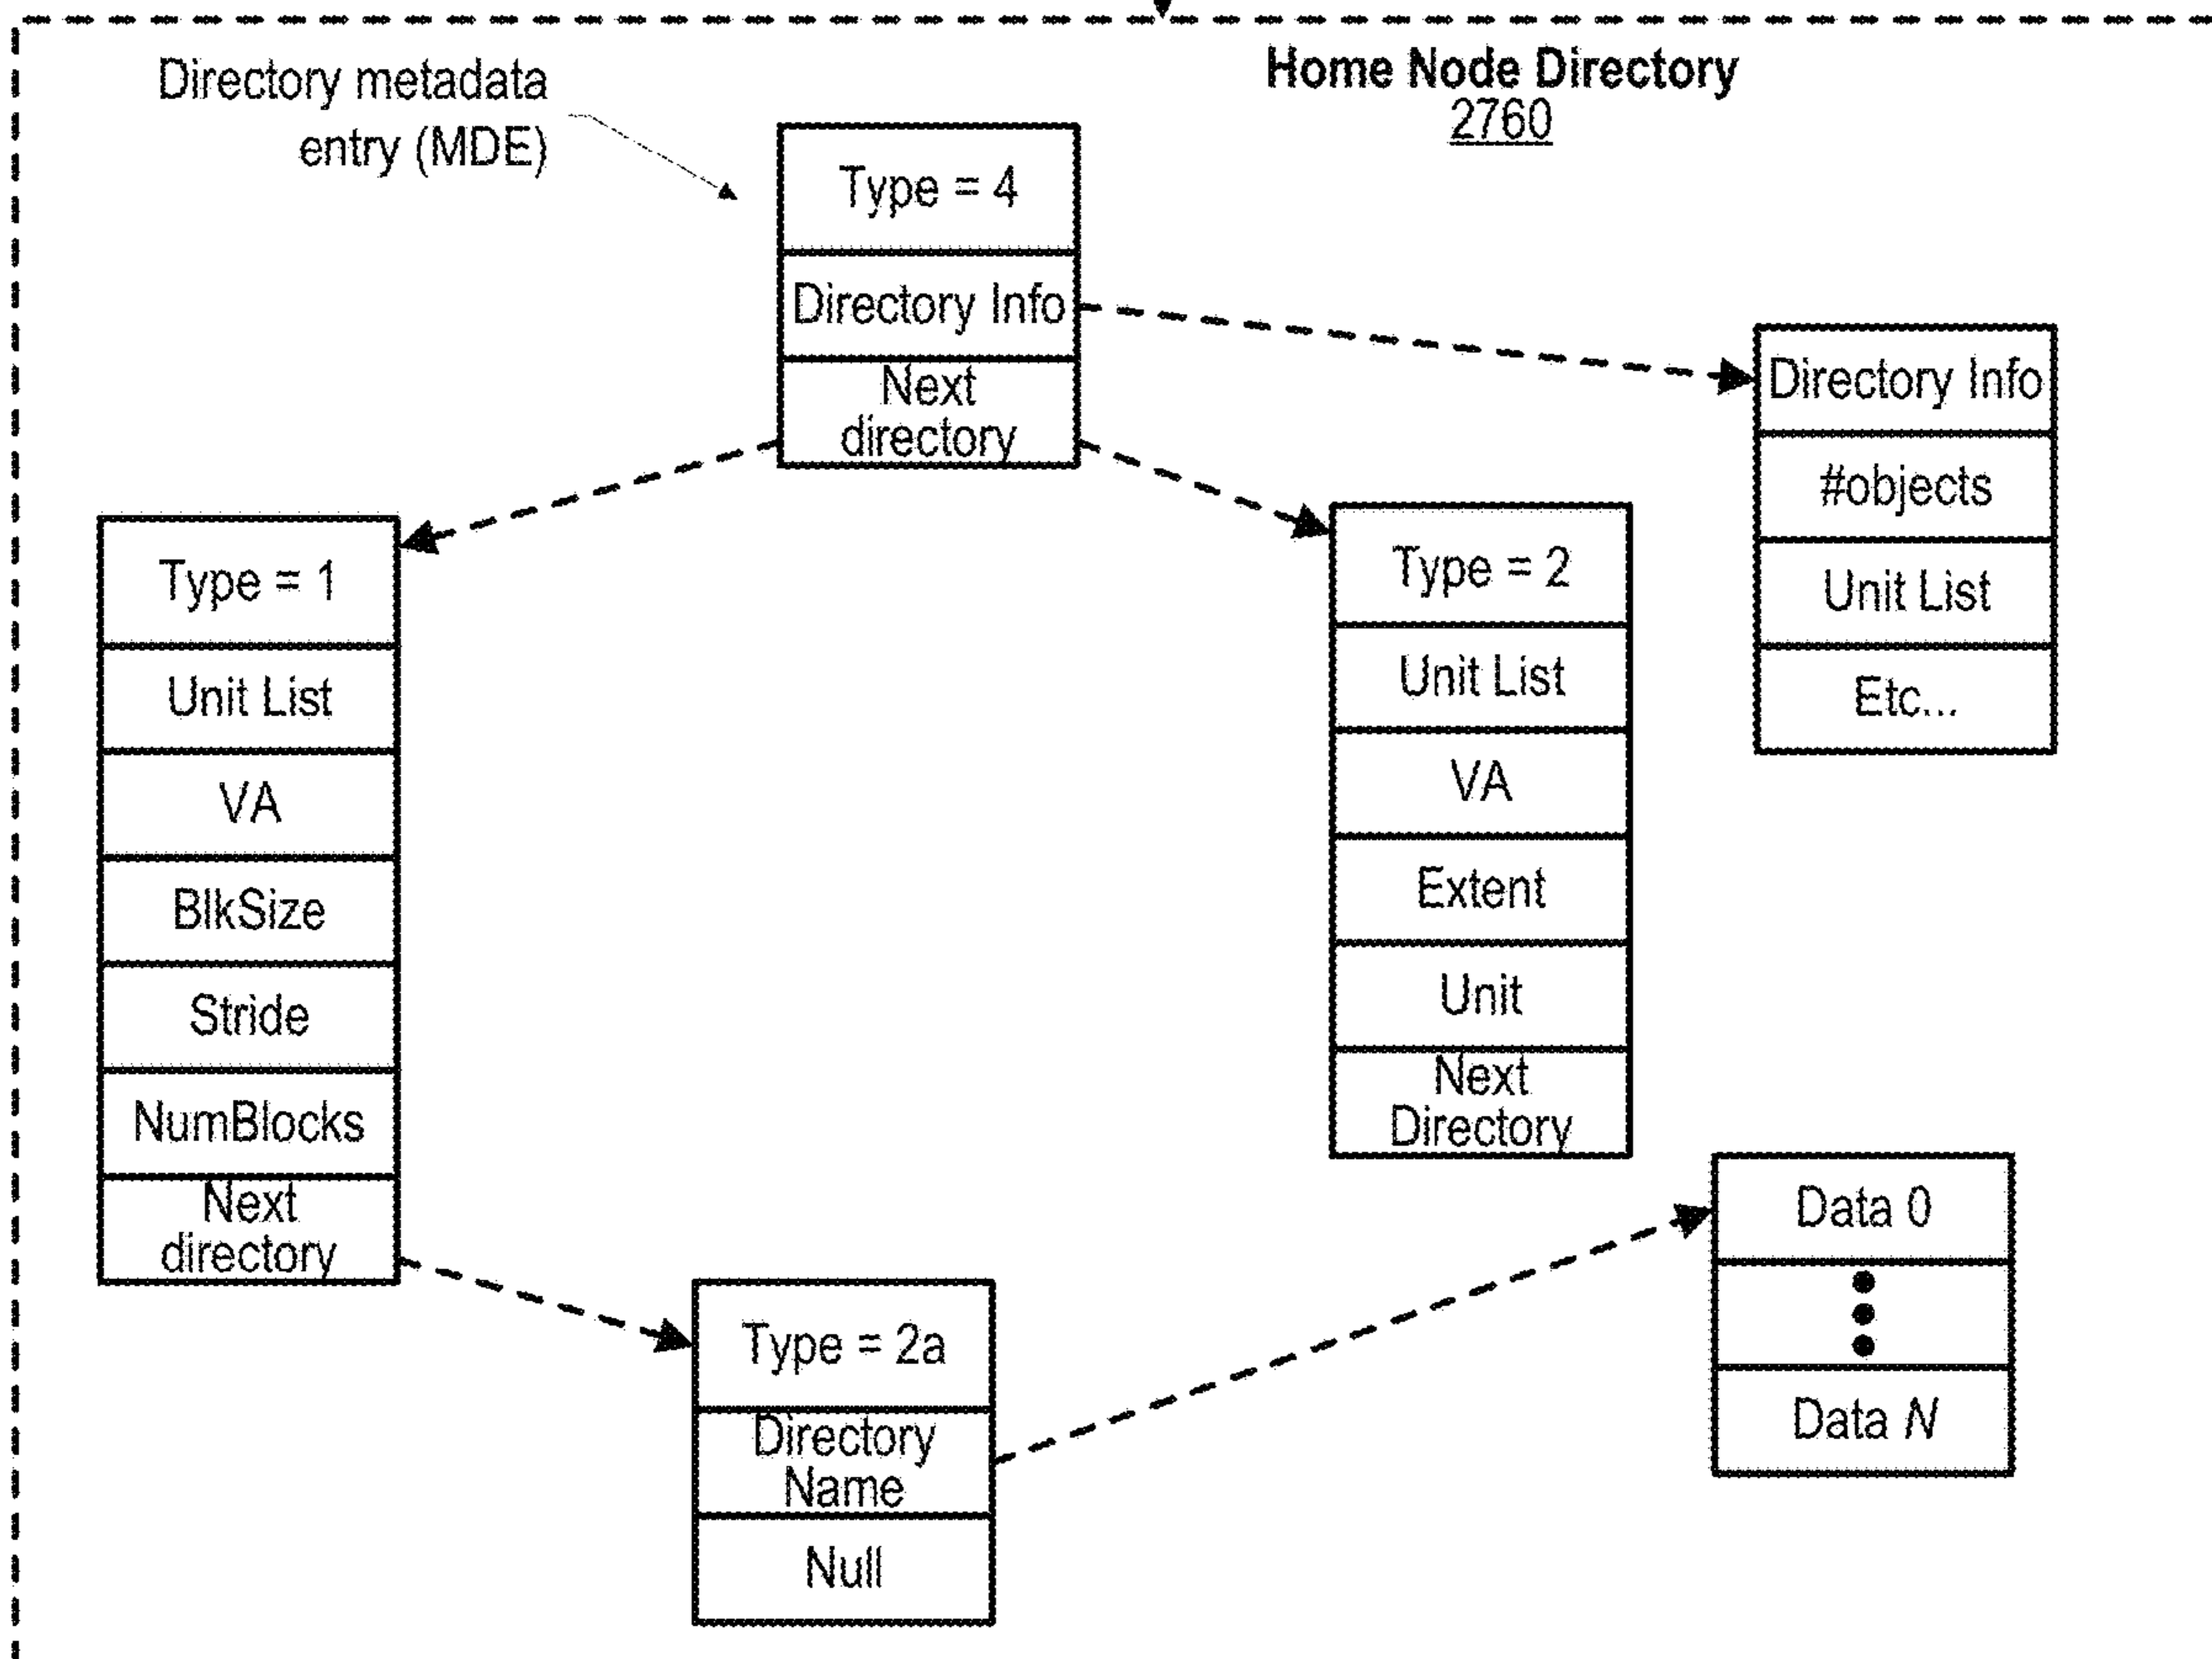 Home Node Directory
2760
Directory metadata
entry (MDE)
Type = 4
Directory Info
Next
directory
Directory Info
#objects
Unit List
Etc...
Type = 1
Unit List
VA
BlkSize
Stride
NumBlocks
Next
directory
Type = 2
Unit List
VA
Extent
Unit
Next
Directory
Type = 2a
Directory
Name
Null
Data 0
Data N